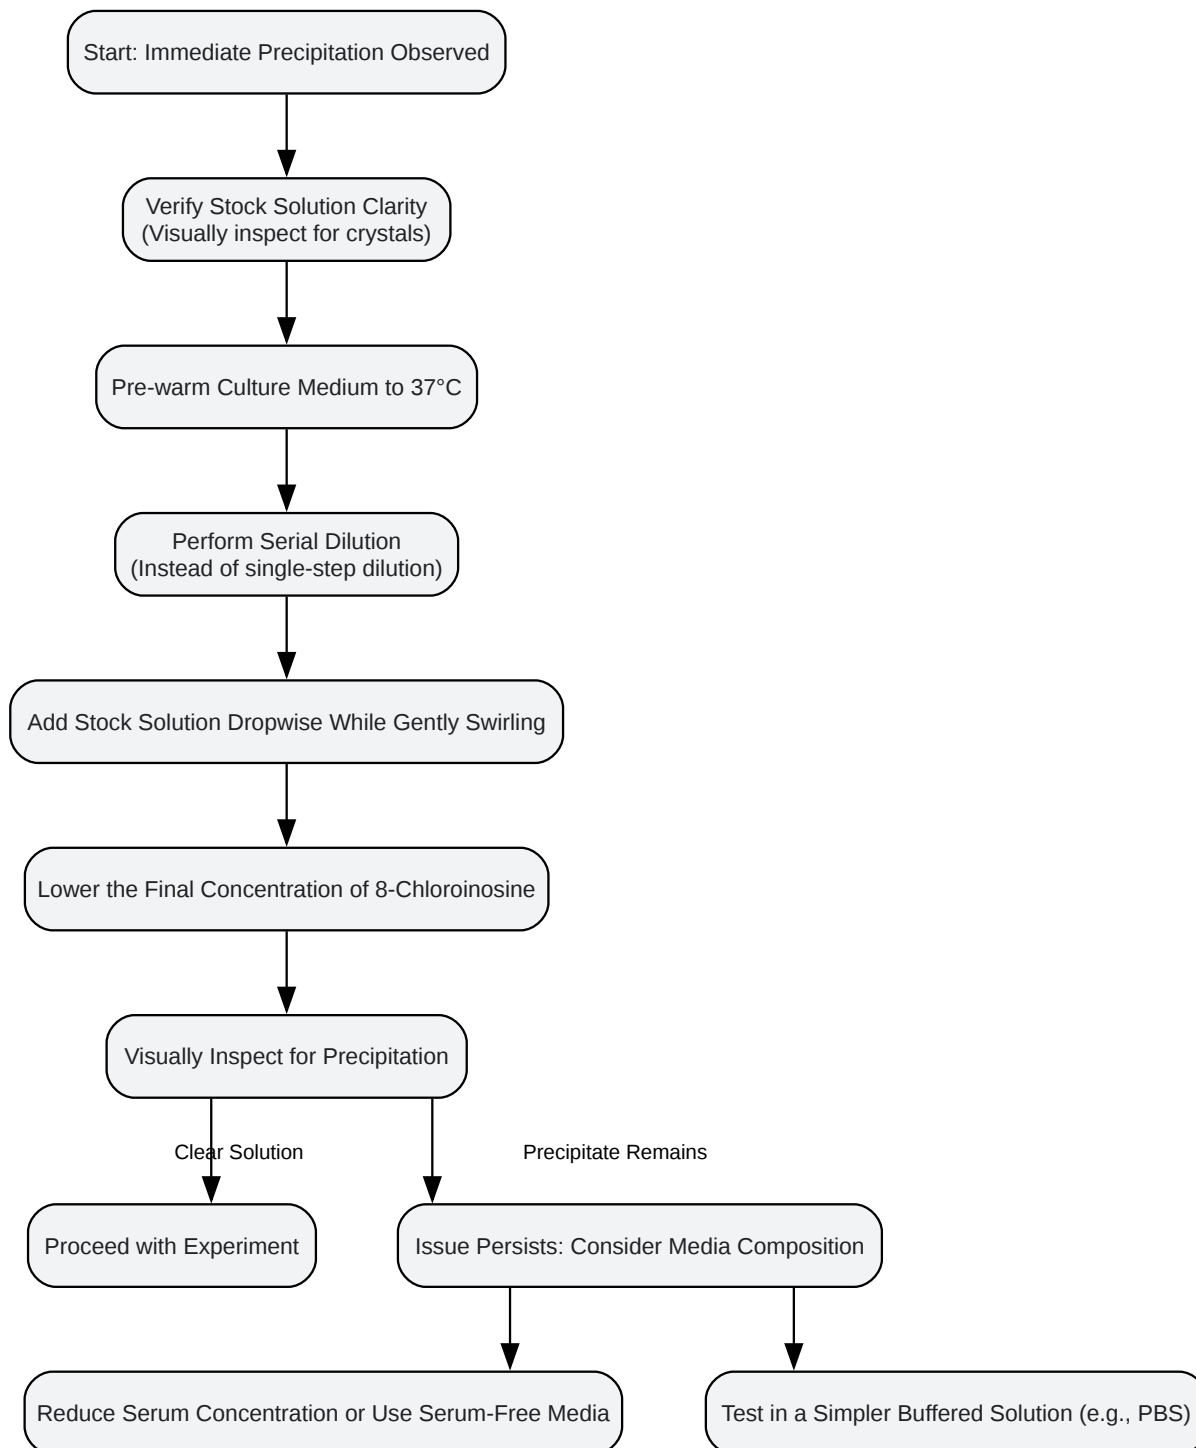 Start: Immediate Precipitation Observed
Verify Stock Solution Clarity
(Visually inspect for crystals)
Pre-warm Culture Medium to 37°C
Perform Serial Dilution
(Instead of single-step dilution)
Add Stock Solution Dropwise While Gently Swirling
Lower the Final Concentration of 8-Chloroinosine
Visually Inspect for Precipitation
Clear Solution
Precipitate Remains
Proceed with Experiment
Issue Persists: Consider Media Composition
Reduce Serum Concentration or Use Serum-Free Media
Test in a Simpler Buffered Solution (e.g., PBS)